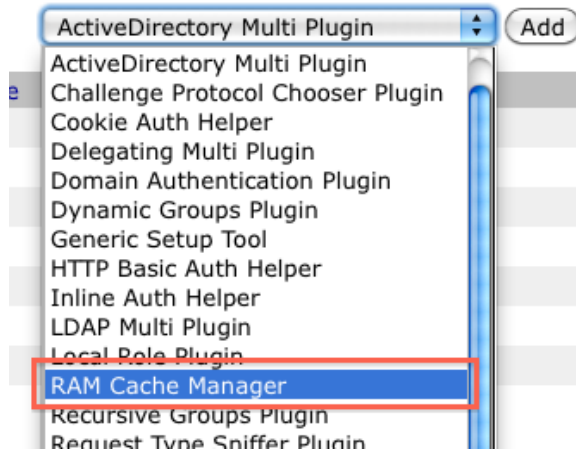 ActiveDirectory Multi Plugin Add
ActiveDirectory Multi Plugin
e
Challenge Protocol Chooser Plugin
Cookie Auth Helper
Delegating Multi Plugin
Domain Authentication Plugin
Dynamic Groups Plugin
Generic Setup Tool
HTTP Basic Auth Helper
Inline Auth Helper
LDAP Multi Plugin
Local Role Plugin
RAM Cache Manager
Recursive Groups Plugin
Request Type Sniffer Plugin